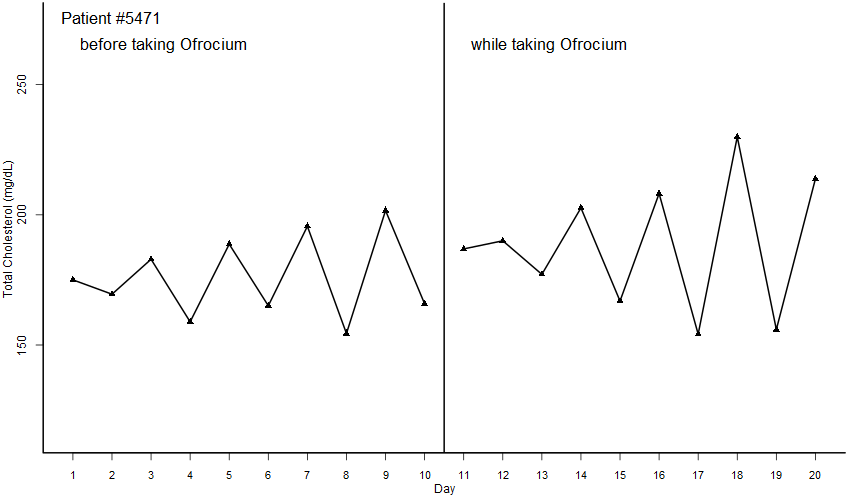 Patient #5471
before taking Ofrocium
while taking Ofrocium
Total Cholesterol (mg/dL)
250
200
150
1 2 3 4 5 6 7 8 9 10 11 12 13 14 15 16 17 18 19 20
Day